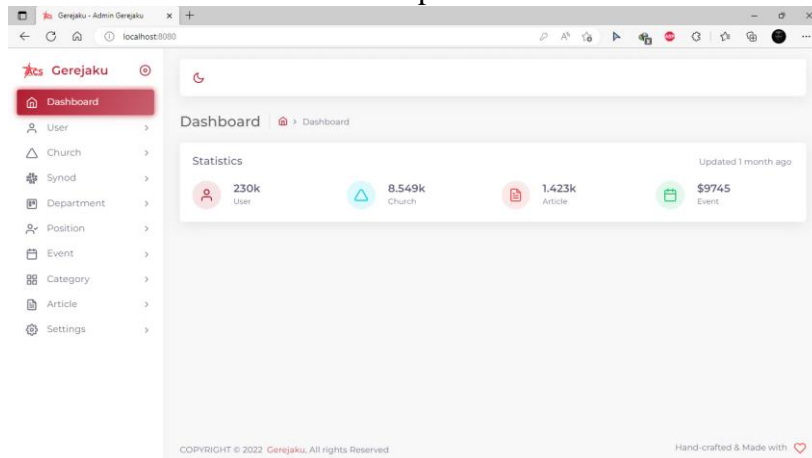 Gerejaku - Admin Gerejaku
localhost:8080
Acs Gerejaku
Dashboard
User
Church
Synod
Department
Position
Event
Category
Article
Settings
Dashboard
Dashboard
Statistics
Updated 1 month ago
230k
User
8.549k
Church
1.423k
Article
$9745
Event
COPYRIGHT © 2022 Gerejaku, All rights Reserved
Hand-crafted & Made with